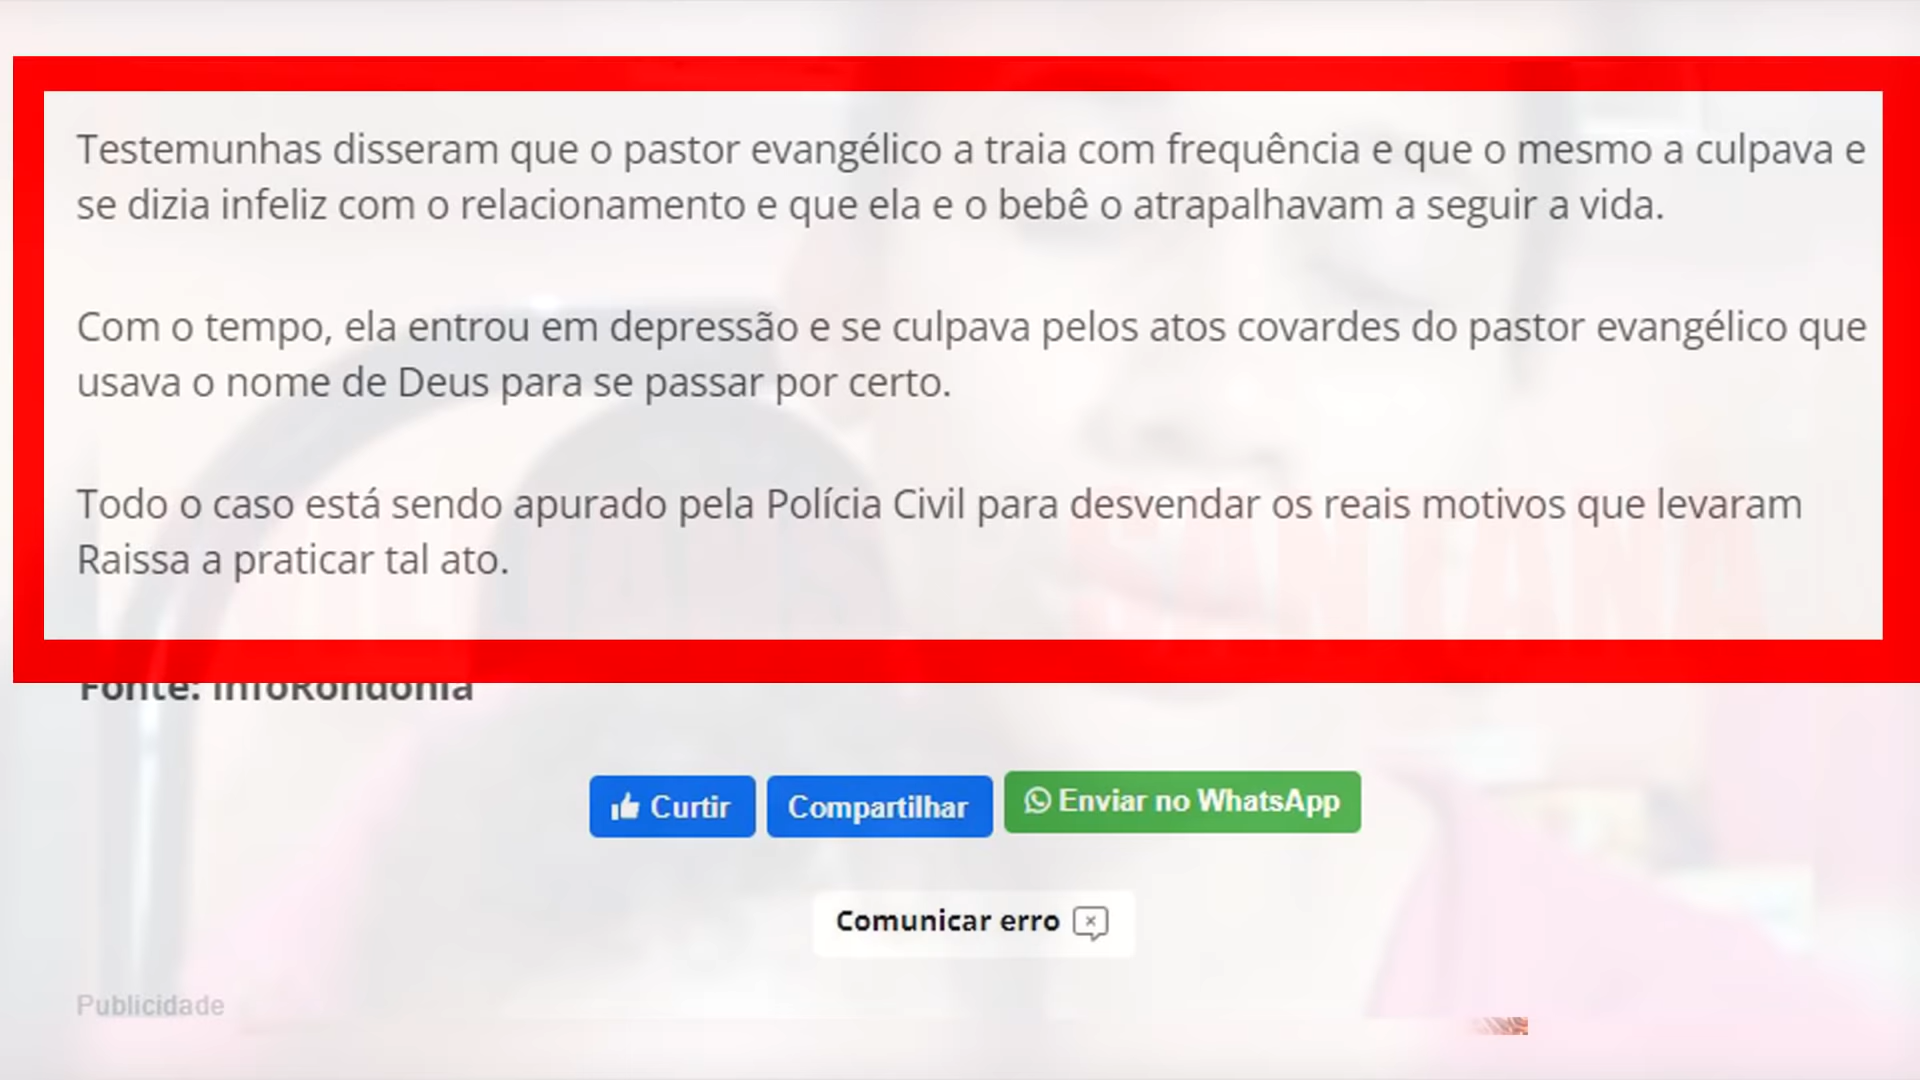 Testemunhas disseram que o pastor evangélico a traia com frequência e que o mesmo a culpava e
se dizia infeliz com o relacionamento e que ela e o bebê o atrapalhavam a seguir a vida.
Com o tempo, ela entrou em depressão e se culpava pelos atos covardes do pastor evangélico que
usava o nome de Deus para se passar por certo.
Todo o caso está sendo apurado pela Polícia Civil para desvendar os reais motivos que levaram
Raissa a praticar tal ato.
SANTANA
Fonte: InfoRondonia
Curtir Compartilhar Enviar no WhatsApp
Comunicar erro
Publicidade